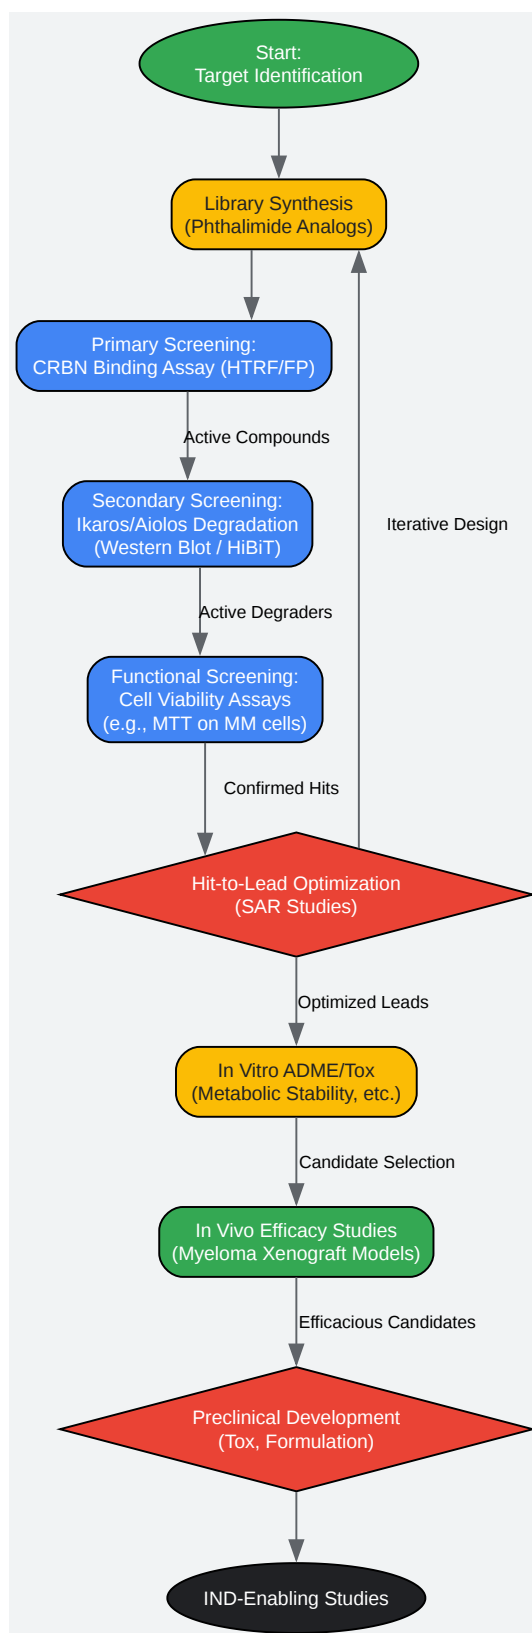 Start:
Target Identification
Library Synthesis
(Phthalimide Analogs)
Primary Screening:
CRBN Binding Assay (HTRF/FP)
Active Compounds
Secondary Screening:
Ikaros/Aiolos Degradation
(Western Blot / HiBiT)
Iterative Design
Active Degraders
Functional Screening:
Cell Viability Assays
(e.g., MTT on MM cells)
Confirmed Hits
Hit-to-Lead Optimization
(SAR Studies)
Optimized Leads
In Vitro ADME/Tox
(Metabolic Stability, etc.)
Candidate Selection
In Vivo Efficacy Studies
(Myeloma Xenograft Models)
Efficacious Candidates
Preclinical Development
(Tox, Formulation)
IND-Enabling Studies